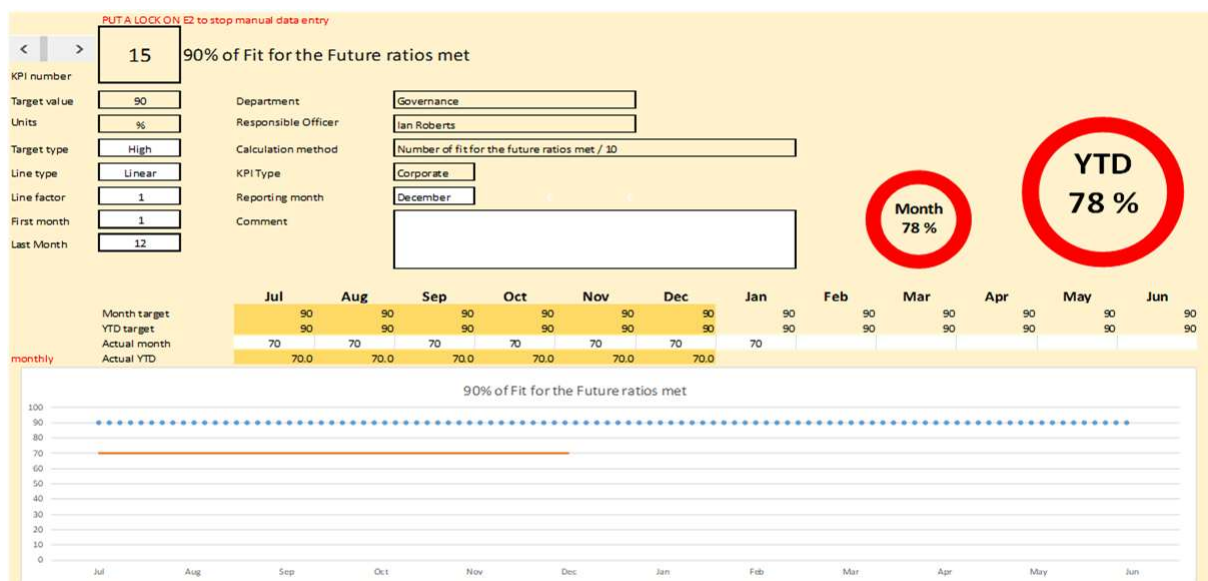 PUT A LOCK ON E2 to stop manual data entry
< > 15 90% of Fit for the Future ratios met
KPI number
Target value 90 Department Governance
Units % Responsible Officer Ian Roberts
Target type High Calculation method Number of fit for the future ratios met / 10
Line type Linear KPI Type Corporate
Line factor 1 Reporting month December
First month 1 Comment
Last Month 12
Month
78 %
YTD
78 %
Jul Aug Sep Oct Nov Dec Jan Feb Mar Apr May Jun
Month target 90 90 90 90 90 90 90 90 90 90 90 90
YTD target 90 90 90 90 90 90 90 90 90 90 90 90
Actual month 70 70 70 70 70 70 70
monthly Actual YTD 70.0 70.0 70.0 70.0 70.0 70.0
90% of Fit for the Future ratios met
100
90
80
70
60
50
40
30
20
10
0
Jul Aug Sep Oct Nov Dec Jan Feb Mar Apr May Jun